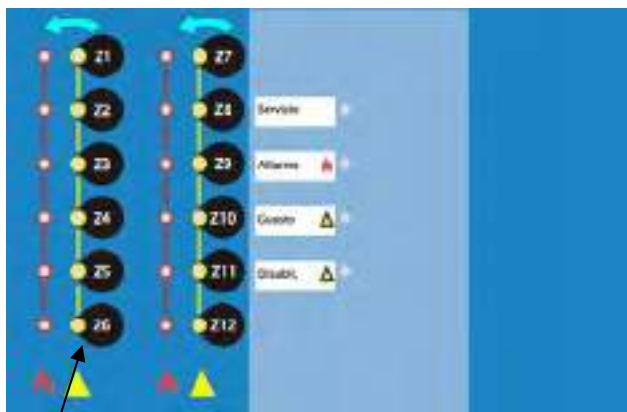 Z1
Z2
Z3
Z4
Z5
Z6
Z7
Z8
Z9
Z10
Z11
Z12
Servizio
Allarme
Guasto
Disabil.